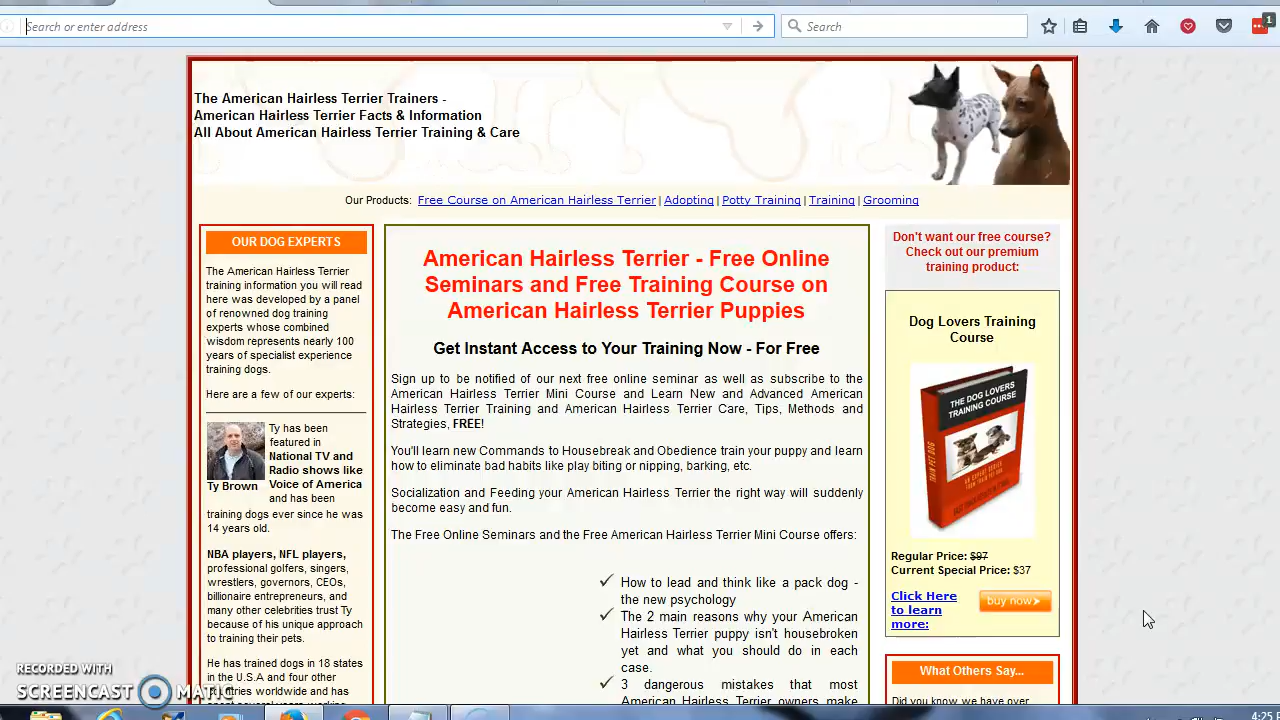 Search or enter address
Search
1
The American Hairless Terrier Trainers -
American Hairless Terrier Facts & Information
All About American Hairless Terrier Training & Care
Our Products: Free Course on American Hairless Terrier | Adopting | Potty Training | Training | Grooming
OUR DOG EXPERTS
The American Hairless Terrier
training information you will read
here was developed by a panel
of renowned dog training
experts whose combined
wisdom represents nearly 100
years of specialist experience
training dogs.
Here are a few of our experts:
Ty has been
featured in
National TV and
Radio shows like
Voice of America
and has been
Ty Brown
training dogs ever since he was
14 years old.
NBA players, NFL players,
professional golfers, singers,
wrestlers, governors, CEOs,
billionaire entrepreneurs, and
many other celebrities trust Ty
because of his unique approach
to training their pets.
He has trained dogs in 18 states
in the U.S.A and four other
countries worldwide and has
American Hairless Terrier - Free Online
Seminars and Free Training Course on
American Hairless Terrier Puppies
Get Instant Access to Your Training Now - For Free
Sign up to be notified of our next free online seminar as well as subscribe to the
American Hairless Terrier Mini Course and Learn New and Advanced American
Hairless Terrier Training and American Hairless Terrier Care, Tips, Methods and
Strategies, FREE!
You'll learn new Commands to Housebreak and Obedience train your puppy and learn
how to eliminate bad habits like play biting or nipping, barking, etc.
Socialization and Feeding your American Hairless Terrier the right way will suddenly
become easy and fun.
The Free Online Seminars and the Free American Hairless Terrier Mini Course offers:
How to lead and think like a pack dog -
the new psychology
The 2 main reasons why your American
Hairless Terrier puppy isn't housebroken
yet and what you should do in each
case.
3 dangerous mistakes that most
American Hairless Terrier owners make
Don't want our free course?
Check out our premium
training product:
Dog Lovers Training
Course
THE DOG LOVERS
TRAINING COURSE
TRAIN PET DOG
Regular Price: $97
Current Special Price: $37
Click Here
to learn
more:
buy now
What Others Say...
Did you know we have over
RECORDED WITH
SCREENCAST MATIC
4:25